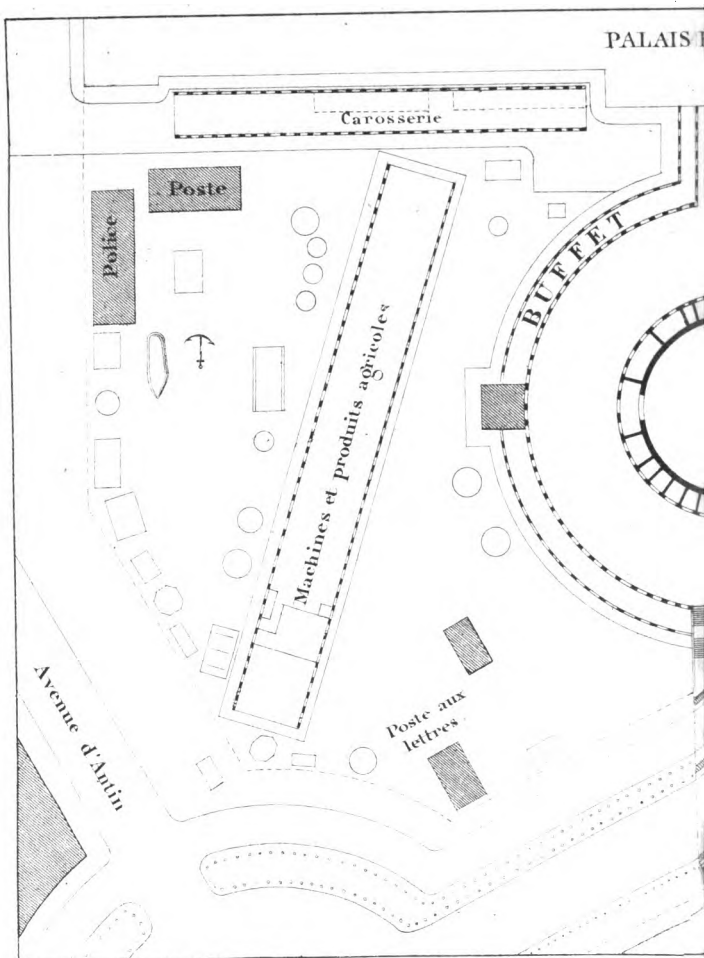 PALAIS
Carosserie
Poste
Police
BUFFET
Machines et produits agricoles
Poste aux
lettres
Avenue d'Antin